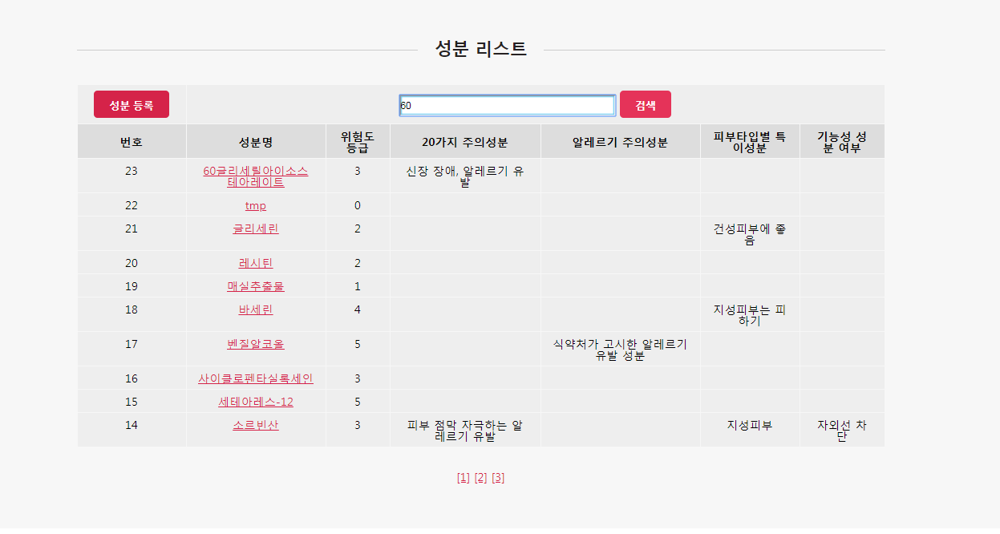 성분 리스트
성분 등록 60 검색
번호 성분명 위험도 등급 20가지 주의성분 알레르기 주의성분 피부타입별 특이성분 기능성 성분 여부
23 60글리세릴아이소스테아레이트 3 신장 장애, 알레르기 유발
22 tmp 0
21 글리세린 2 건성피부에 좋음
20 레시틴 2
19 매실추출물 1
18 바세린 4 지성피부는 피하기
17 벤질알코올 5 식약처가 고시한 알레르기 유발 성분
16 사이클로펜타실록세인 3
15 세테아레스-12 5
14 소르빈산 3 피부 점막 자극하는 알레르기 유발 지성피부 자외선 차단
[1] [2] [3]